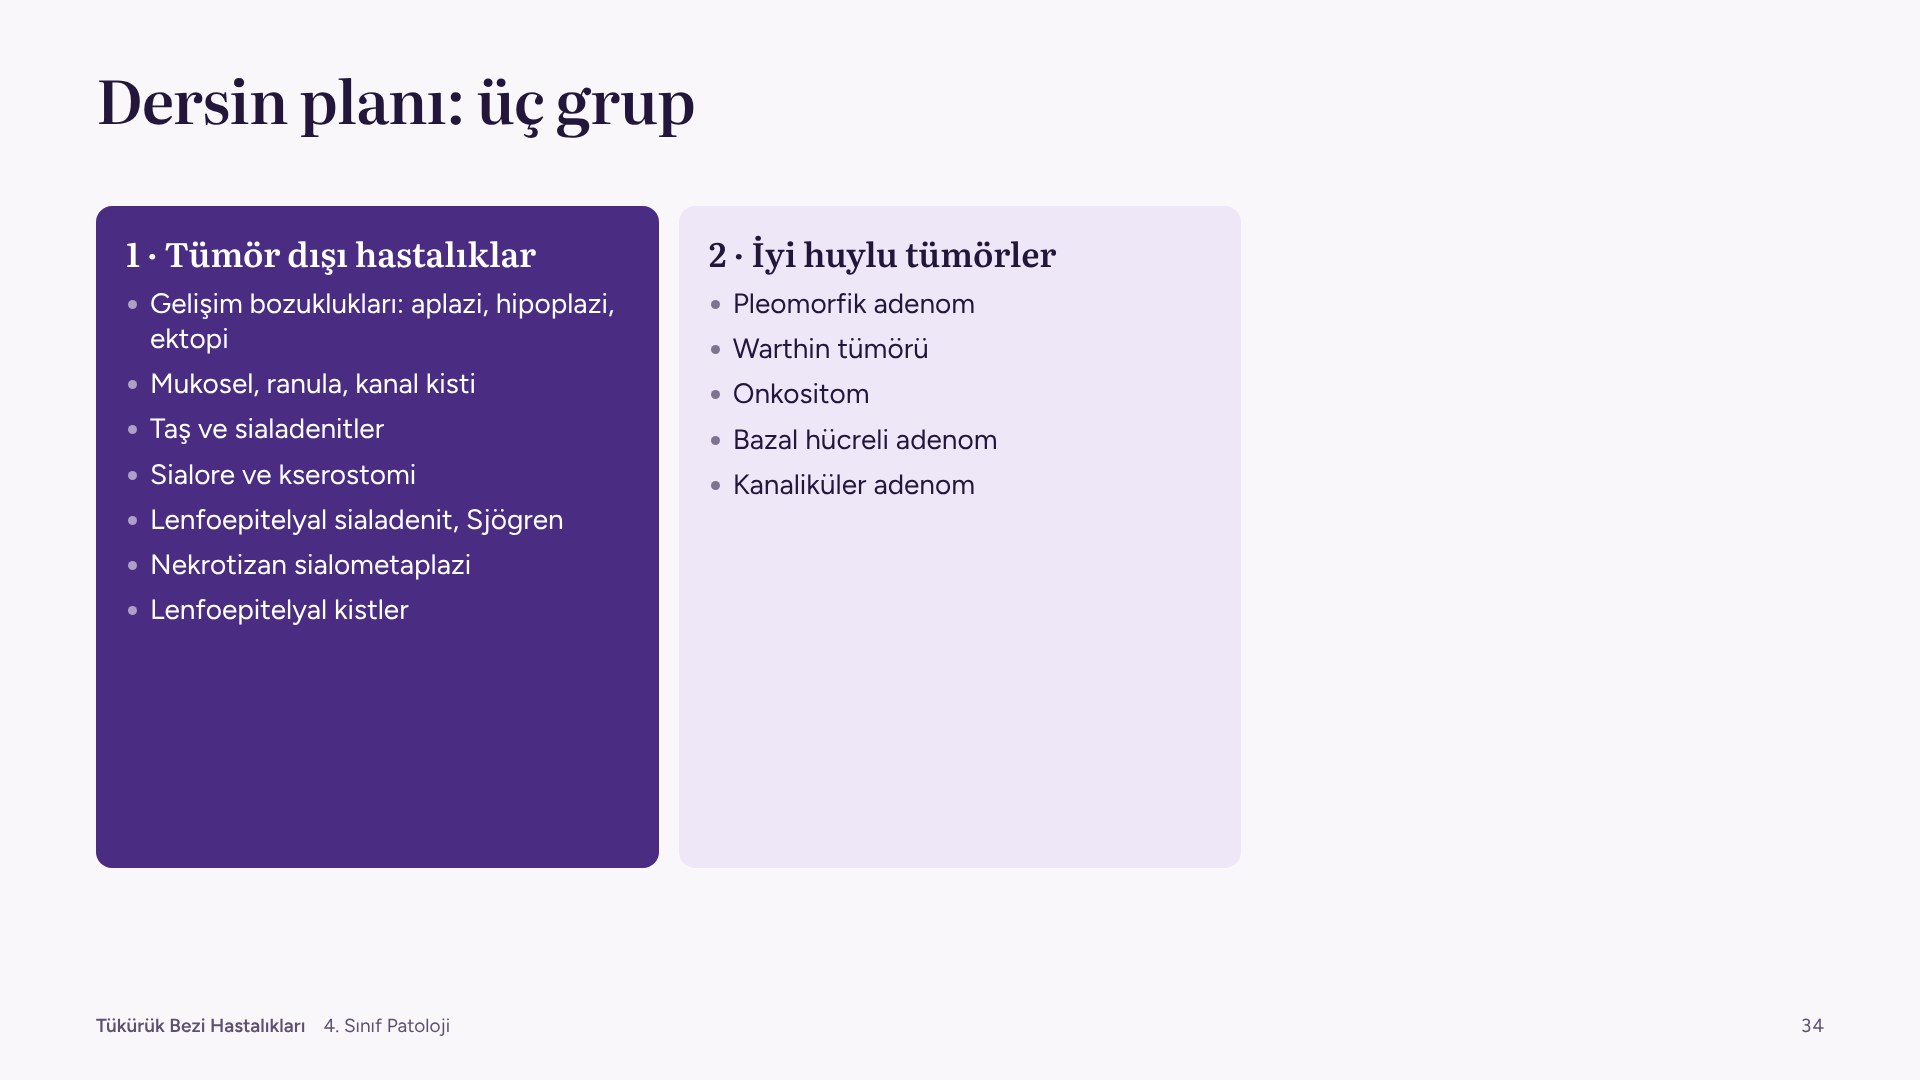 Dersin planı: üç grup
1 · Tümör dışı hastalıklar
Gelişim bozuklukları: aplazi, hipoplazi,
ektopi
Mukosel, ranula, kanal kisti
Taş ve sialadenitler
Sialore ve kserostomi
Lenfoepitelyal sialadenit, Sjögren
Nekrotizan sialometaplazi
Lenfoepitelyal kistler
2 · İyi huylu tümörler
Pleomorfik adenom
Warthin tümörü
Onkositom
Bazal hücreli adenom
Kanaliküler adenom
Tükürük Bezi Hastalıkları 4. Sınıf Patoloji
34